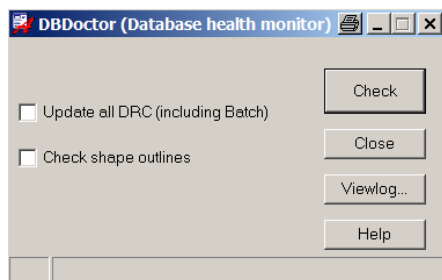 DBDoctor (Database health monitor)
Check
Update all DRC (including Batch)
Close
Check shape outlines
Viewlog...
Help